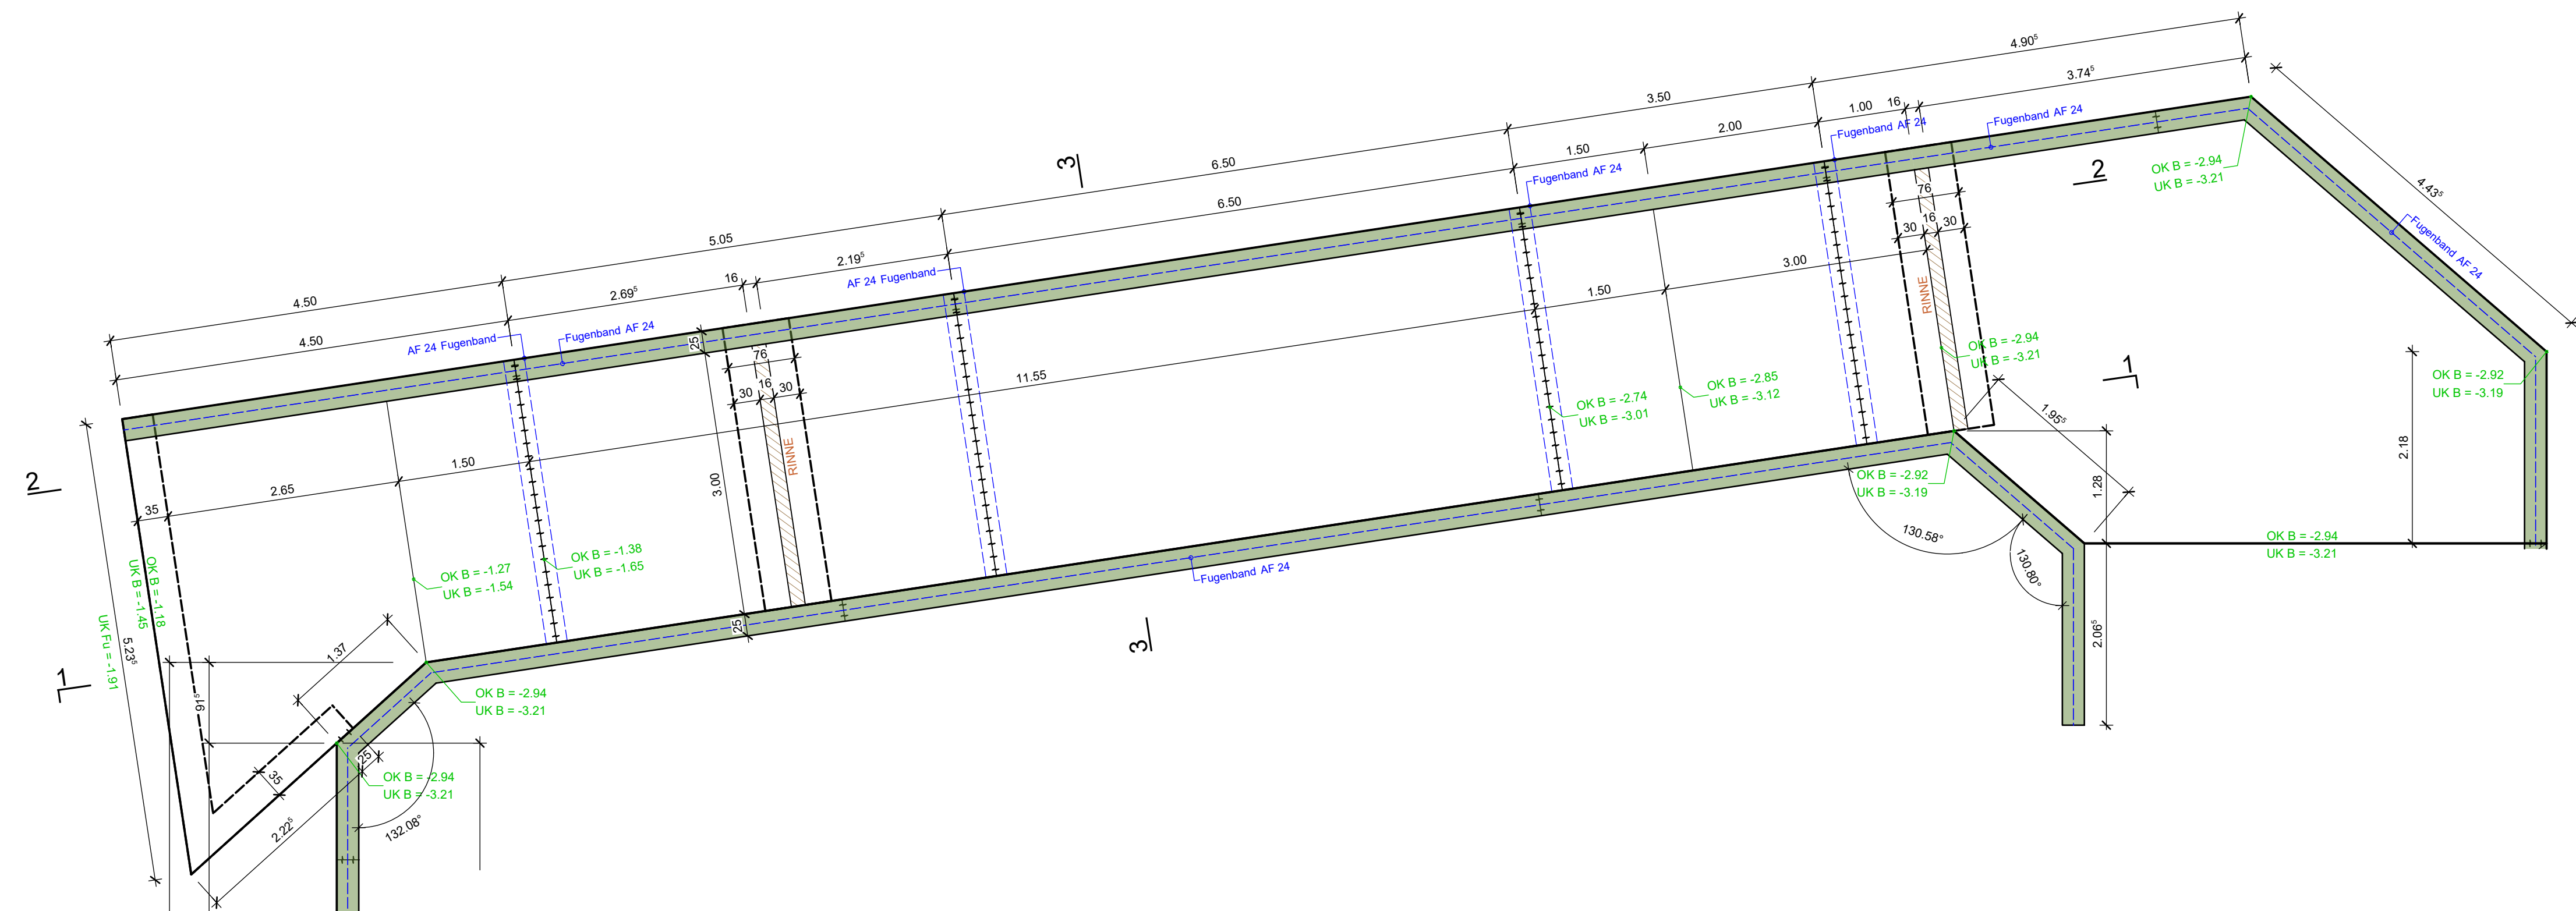 4.90⁵
3.74⁵
3.50
1.00
16
2.00
1.50
Fugenband AF 24
Fugenband AF 24
6.50
6.50
3
Fugenband AF 24
5.05
2.19⁵
AF 24 Fugenband
16
2.69⁵
4.50
4.50
AF 24 Fugenband
Fugenband AF 24
2
OK B = -2.94
UK B = -3.21
4.43⁵
Fugenband AF 24
76
30
16
30
RINNE
3.00
1.50
11.55
25
76
30
16
30
RINNE
3.00
25
OK B = -2.94
UK B = -3.21
1
1.95⁵
OK B = -2.92
UK B = -3.19
2.18
OK B = -2.85
UK B = -3.12
OK B = -2.74
UK B = -3.01
1.50
2.65
35
2
OK B = -2.92
UK B = -3.19
1.28
130.58°
130.80°
OK B = -2.94
UK B = -3.21
2.06⁵
OK B = -1.38
UK B = -1.65
OK B = -1.27
UK B = -1.54
Fugenband AF 24
3
OK B = -1.18
UK B = -1.45
5.23⁵
UK Fu = -1.91
1
1.37
91⁵
OK B = -2.94
UK B = -3.21
25
35
OK B = -2.94
UK B = -3.21
2.22⁵
132.08°